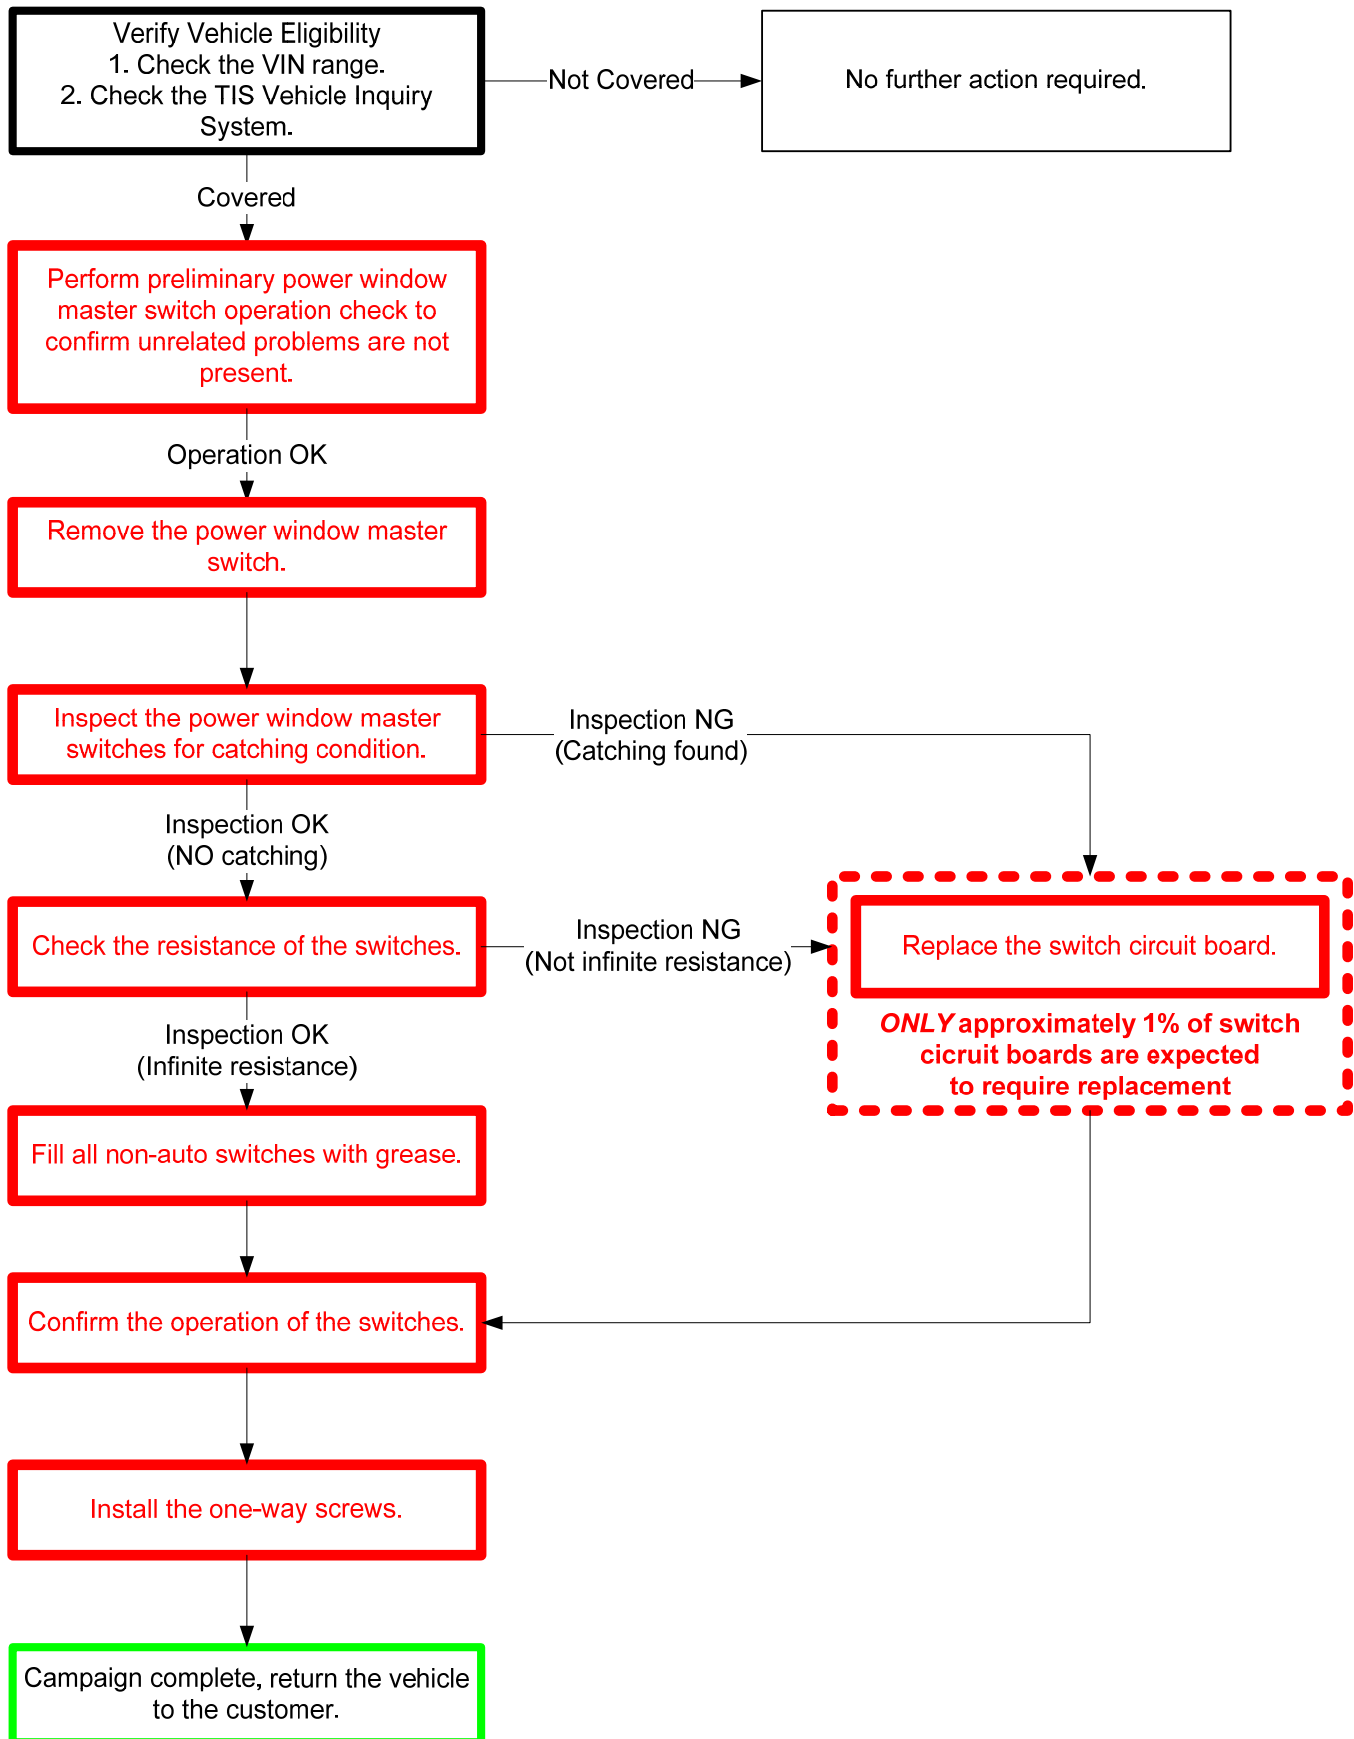 Verify Vehicle Eligibility
1. Check the VIN range.
2. Check the TIS Vehicle Inquiry
System.
Not Covered
No further action required.
Covered
Perform preliminary power window
master switch operation check to
confirm unrelated problems are not
present.
Operation OK
Remove the power window master
switch.
Inspect the power window master
switches for catching condition.
Inspection NG
(Catching found)
Inspection OK
(NO catching)
Check the resistance of the switches.
Inspection NG
(Not infinite resistance)
Replace the switch circuit board.
ONLY approximately 1% of switch
cicruit boards are expected
to require replacement
Inspection OK
(Infinite resistance)
Fill all non-auto switches with grease.
Confirm the operation of the switches.
Install the one-way screws.
Campaign complete, return the vehicle
to the customer.